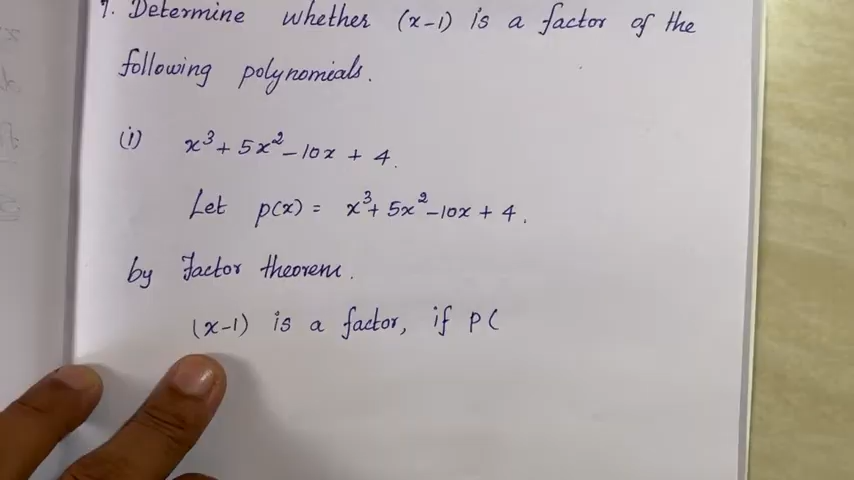 7. Determine whether (x-1) is a factor of the
following polynomials.
(i) x³+ 5x²-10x + 4.
Let p(x) = x³+ 5x²-10x + 4.
by Factor theorem.
(x-1) is a factor, if p(